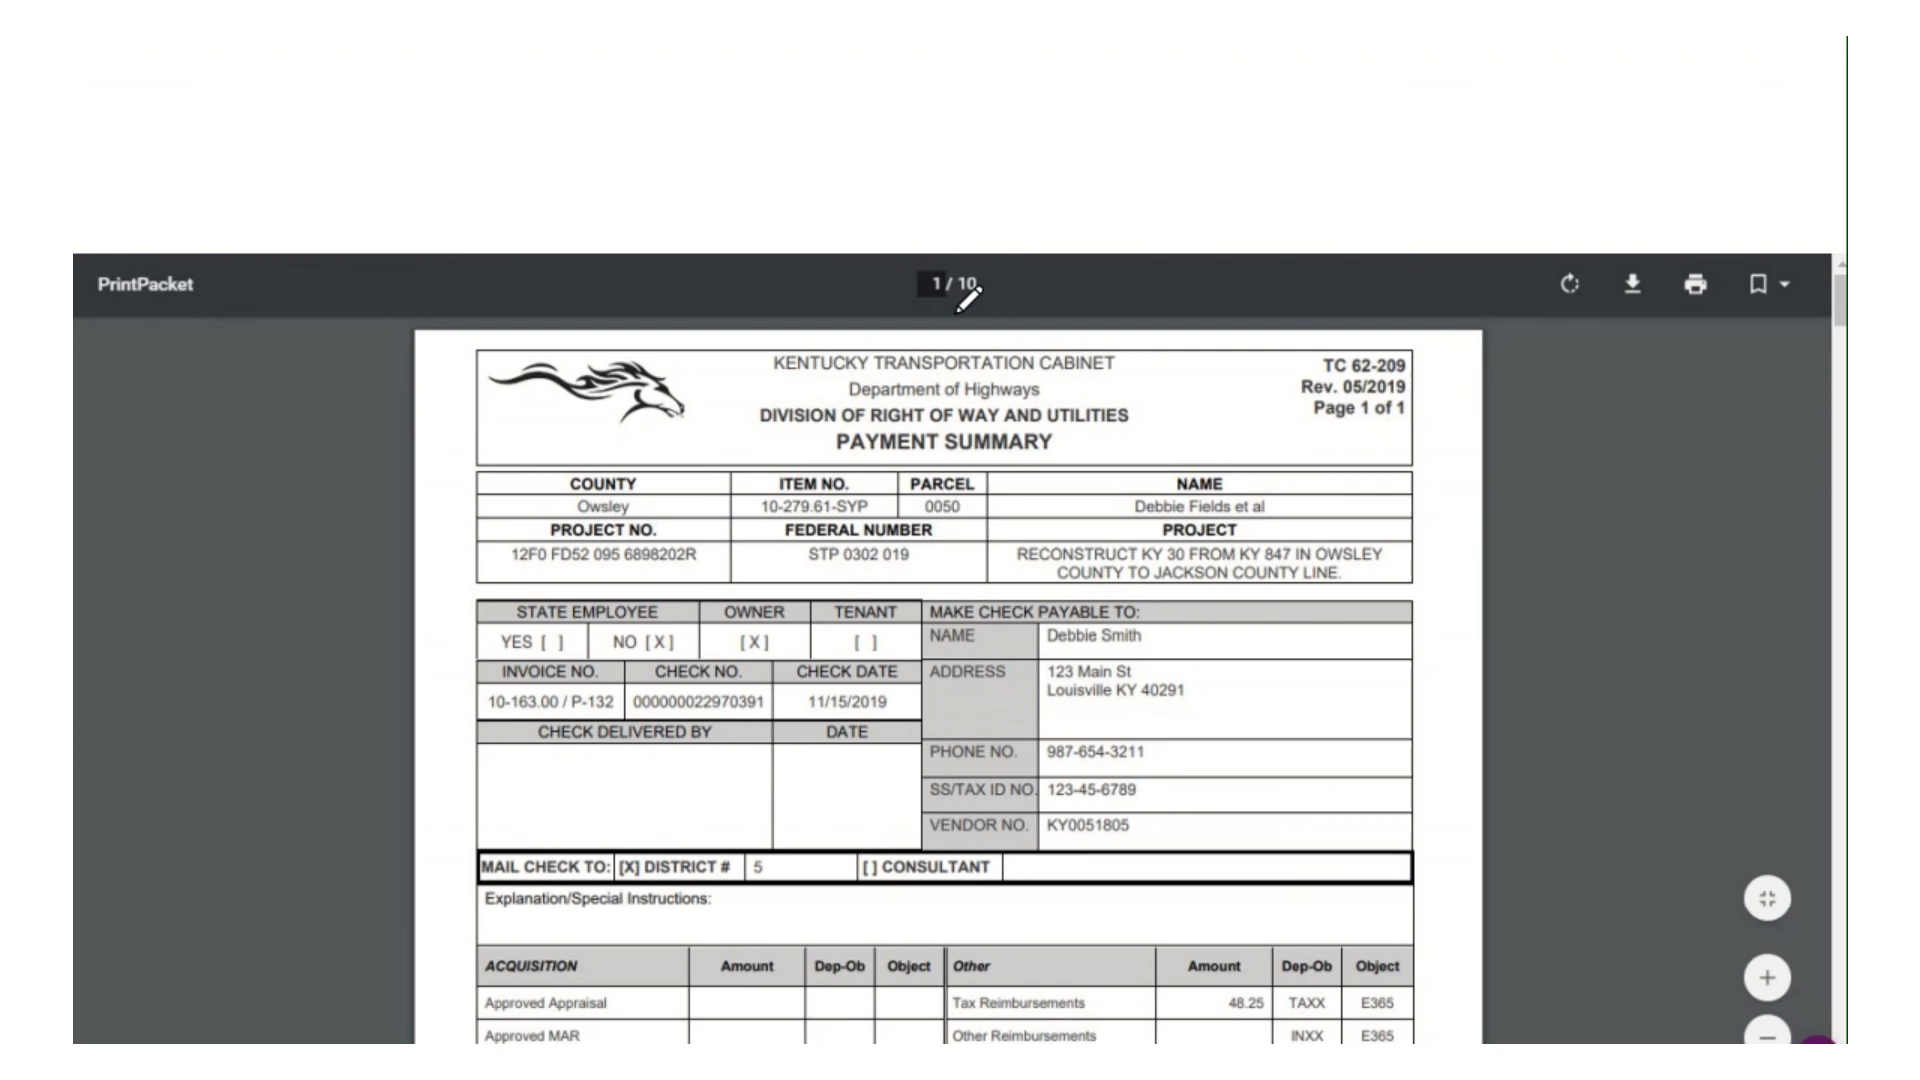 PrintPacket
1 / 10
KENTUCKY TRANSPORTATION CABINET
Department of Highways
DIVISION OF RIGHT OF WAY AND UTILITIES
PAYMENT SUMMARY
TC 62-209
Rev. 05/2019
Page 1 of 1
COUNTY ITEM NO. PARCEL NAME
Owsley 10-279.61-SYP 0050 Debbie Fields et al
PROJECT NO. FEDERAL NUMBER PROJECT
12F0 FD52 095 6898202R STP 0302 019 RECONSTRUCT KY 30 FROM KY 847 IN OWSLEY
COUNTY TO JACKSON COUNTY LINE.
STATE EMPLOYEE OWNER TENANT MAKE CHECK PAYABLE TO:
YES [ ] NO [X] [X] [ ] NAME Debbie Smith
INVOICE NO. CHECK NO. CHECK DATE ADDRESS 123 Main St
Louisville KY 40291
10-163.00 / P-132 000000022970391 11/15/2019
CHECK DELIVERED BY DATE
PHONE NO. 987-654-3211
SS/TAX ID NO. 123-45-6789
VENDOR NO. KY0051805
MAIL CHECK TO: [X] DISTRICT # 5 [ ] CONSULTANT
Explanation/Special Instructions:
ACQUISITION Amount Dep-Ob Object Other Amount Dep-Ob Object
Approved Appraisal Tax Reimbursements 48.25 TAXX E365
Approved MAR Other Reimbursements INXX E365